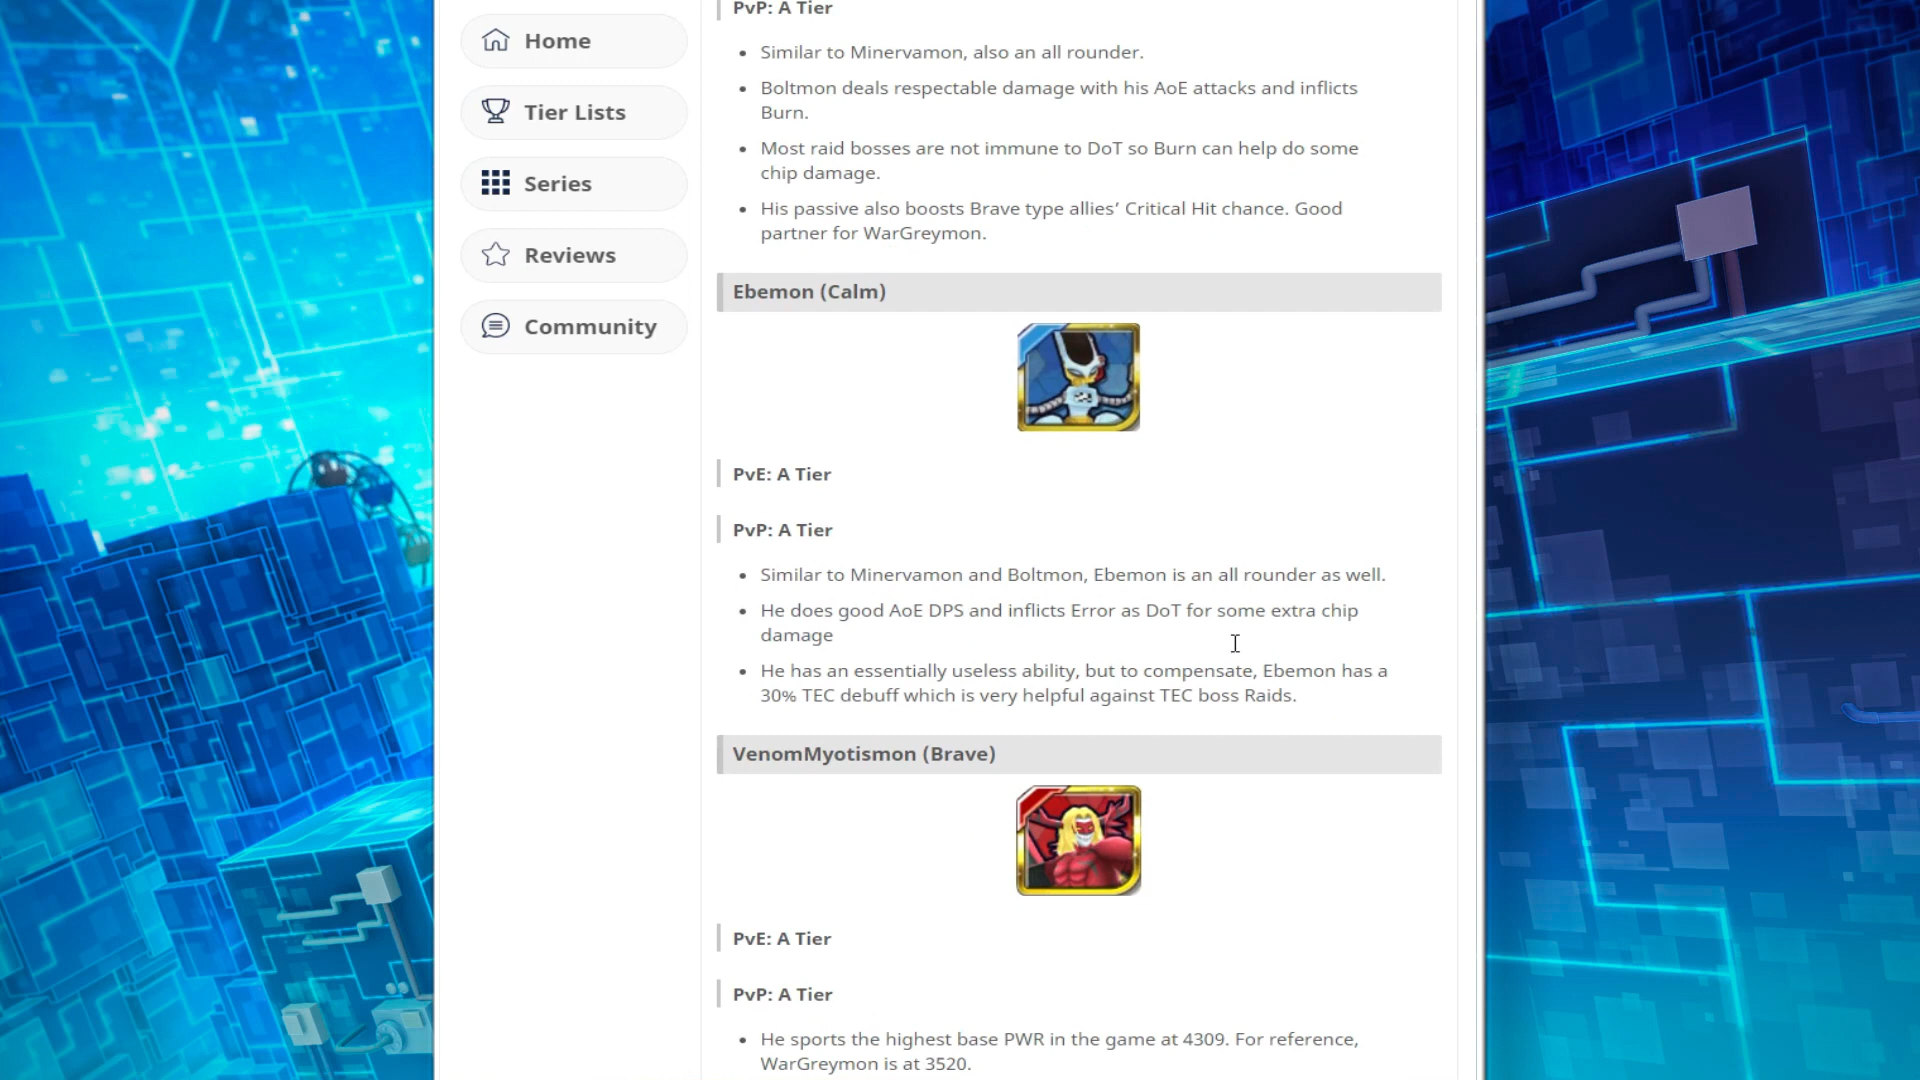 Home
Tier Lists
Series
Reviews
Community
PvP: A Tier
• Similar to Minervamon, also an all rounder.
• Boltmon deals respectable damage with his AoE attacks and inflicts
Burn.
• Most raid bosses are not immune to DoT so Burn can help do some
chip damage.
• His passive also boosts Brave type allies’ Critical Hit chance. Good
partner for WarGreymon.
Ebemon (Calm)
PvE: A Tier
PvP: A Tier
• Similar to Minervamon and Boltmon, Ebemon is an all rounder as well.
• He does good AoE DPS and inflicts Error as DoT for some extra chip
damage
• He has an essentially useless ability, but to compensate, Ebemon has a
30% TEC debuff which is very helpful against TEC boss Raids.
VenomMyotismon (Brave)
PvE: A Tier
PvP: A Tier
• He sports the highest base PWR in the game at 4309. For reference,
WarGreymon is at 3520.